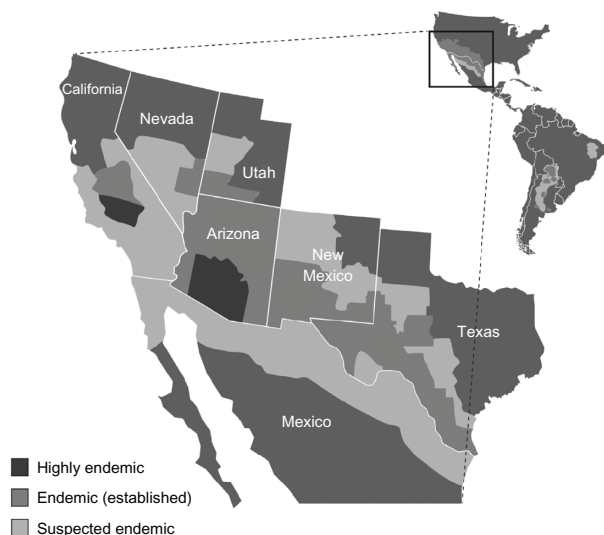 California
Nevada
Utah
Arizona
New
Mexico
Texas
Mexico
Highly endemic
Endemic (established)
Suspected endemic